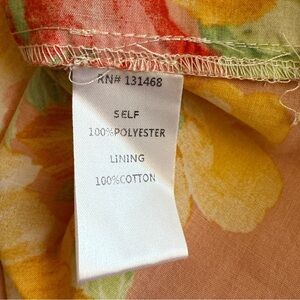 RN# 131468
SELF
100%POLYESTER
LINING
100%COTTON